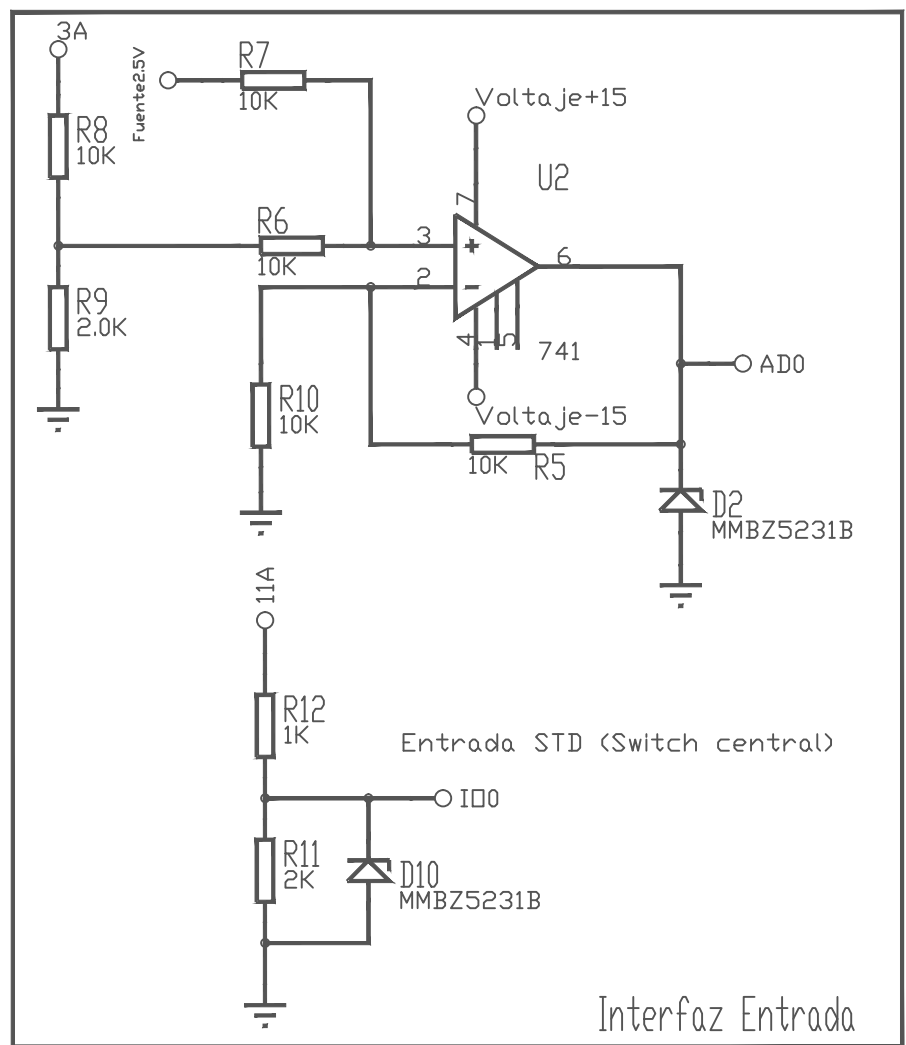 3A
R7
10K
Fuente2.5V
Voltaje+15
R8
10K
U2
7
R6
10K
3
+
6
2
-
R9
2.0K
4
1
5
741
AD0
R10
10K
Voltaje-15
10K
R5
D2
MMBZ5231B
11A
R12
1K
Entrada STD (Switch central)
IO0
R11
2K
D10
MMBZ5231B
Interfaz Entrada